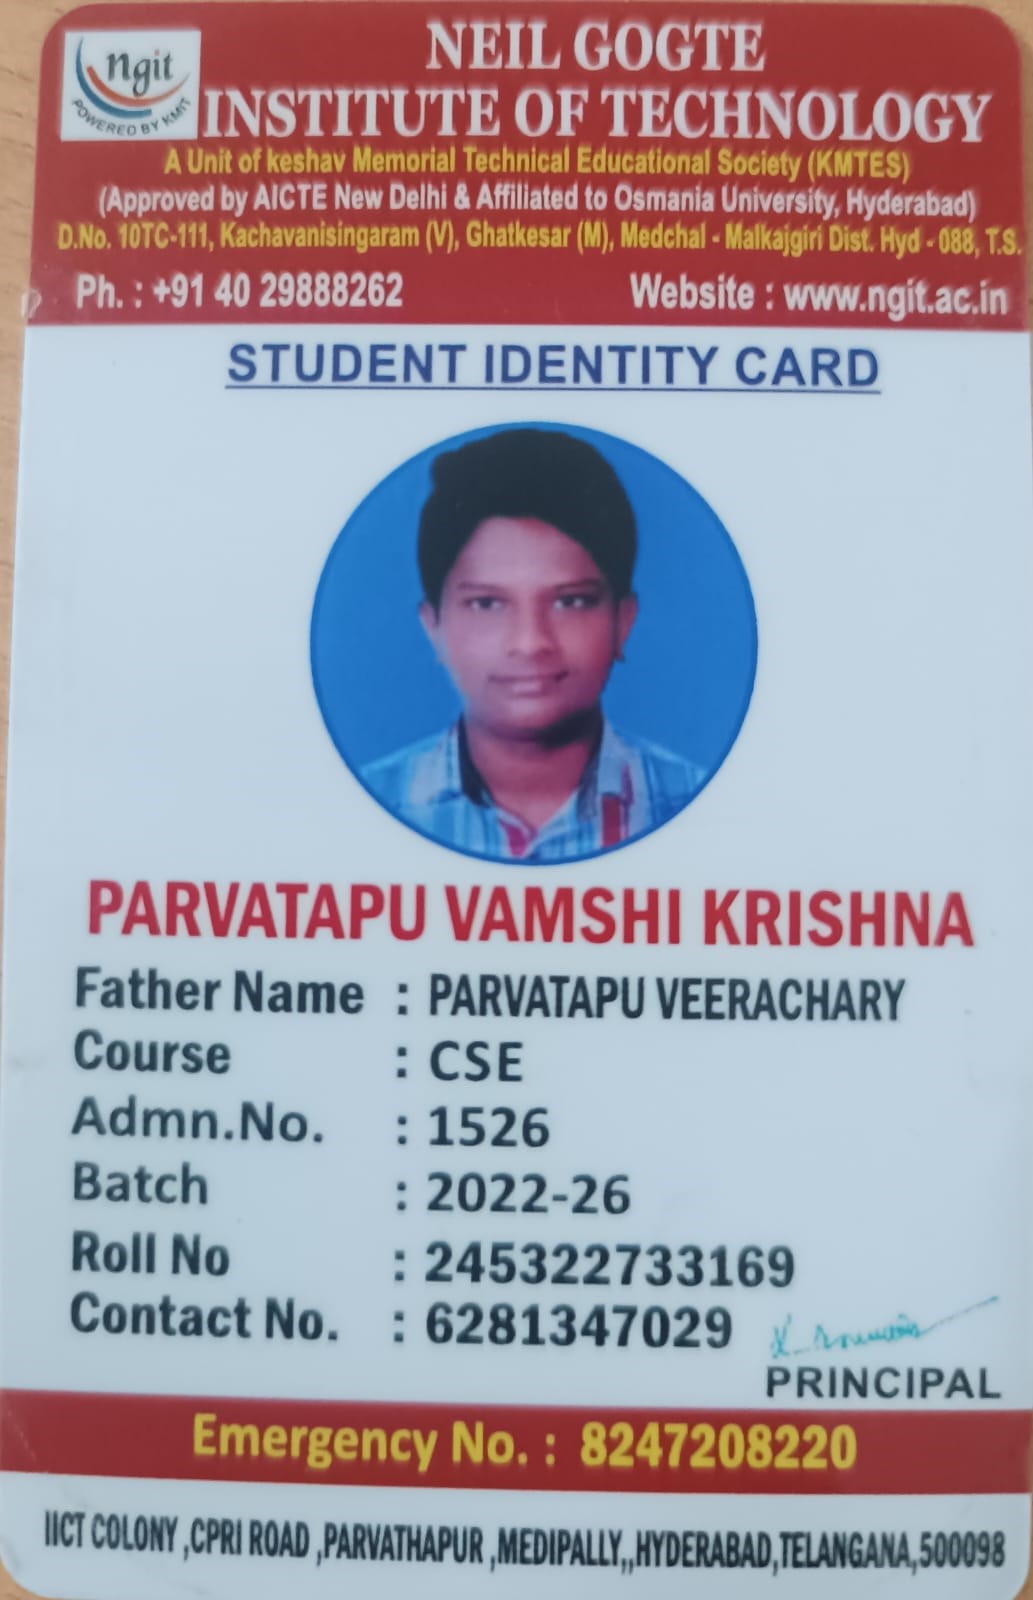 ngit
POWERED BY KMIT
NEIL GOGTE
INSTITUTE OF TECHNOLOGY
A Unit of keshav Memorial Technical Educational Society (KMTES)
(Approved by AICTE New Delhi & Affiliated to Osmania University, Hyderabad)
D.No. 10TC-111, Kachavanisingaram (V), Ghatkesar (M), Medchal - Malkajgiri Dist. Hyd - 088, T.S.
Ph. : +91 40 29888262 Website : www.ngit.ac.in
STUDENT IDENTITY CARD
PARVATAPU VAMSHI KRISHNA
Father Name : PARVATAPU VEERACHARY
Course : CSE
Admn.No. : 1526
Batch : 2022-26
Roll No : 245322733169
Contact No. : 6281347029
PRINCIPAL
Emergency No. : 8247208220
IICT COLONY ,CPRI ROAD ,PARVATHAPUR ,MEDIPALLY,,HYDERABAD,TELANGANA,500098